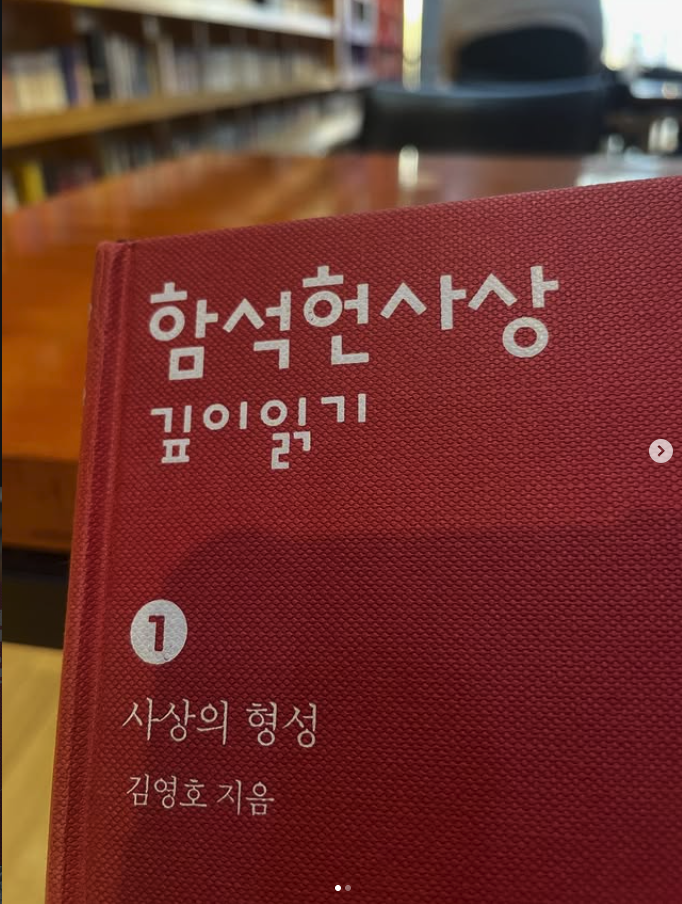 함석헌사상
깊이읽기
1
사상의 형성
김영호 지음